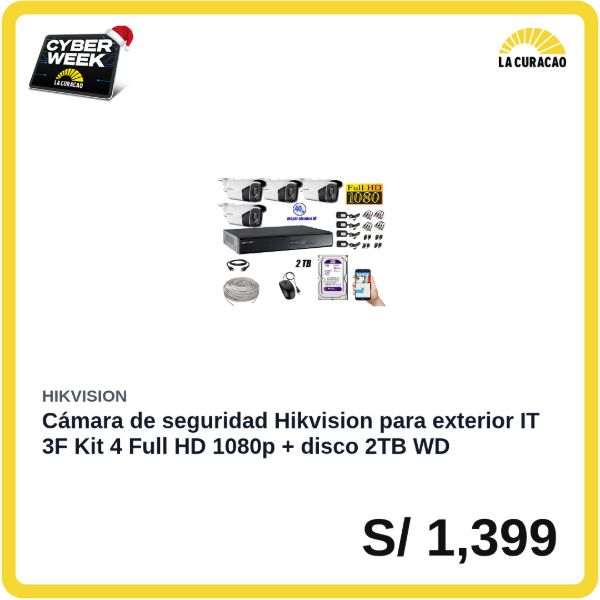 CYBER
WEEK
LA CURACAO
LA CURACAO
Full HD
1080
40
2 TB
HIKVISION
Cámara de seguridad Hikvision para exterior IT
3F Kit 4 Full HD 1080p + disco 2TB WD
S/ 1,399